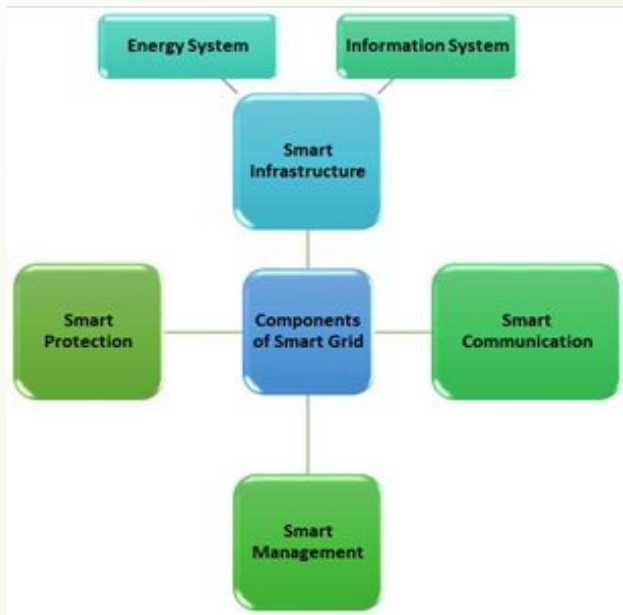 Energy System
Information System
Smart
Infrastructure
Smart
Protection
Components
of Smart Grid
Smart
Communication
Smart
Management